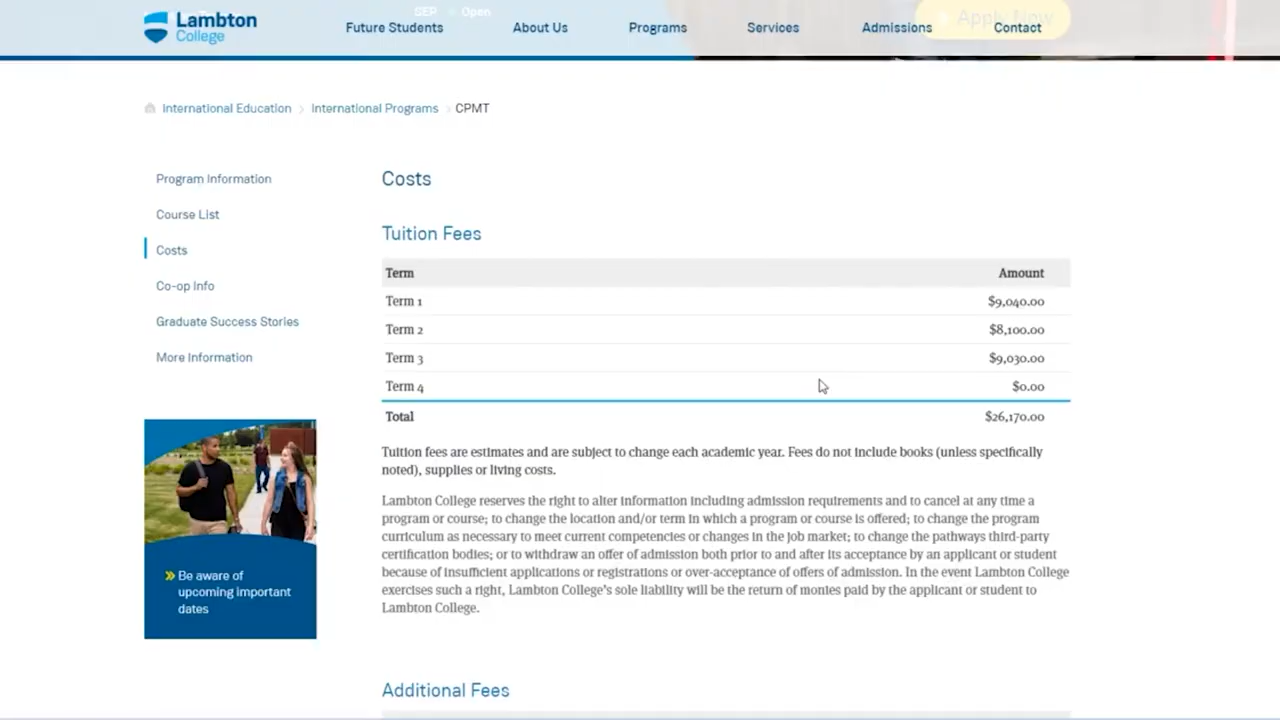 SEP Open
Apply Now
Lambton
College
Future Students About Us Programs Services Admissions Contact
International Education > International Programs > CPMT
Program Information
Course List
Costs
Co-op Info
Graduate Success Stories
More Information
Be aware of
upcoming important
dates
Costs
Tuition Fees
Term Amount
Term 1 $9,040.00
Term 2 $8,100.00
Term 3 $9,030.00
Term 4 $0.00
Total $26,170.00
Tuition fees are estimates and are subject to change each academic year. Fees do not include books (unless specifically
noted), supplies or living costs.
Lambton College reserves the right to alter information including admission requirements and to cancel at any time a
program or course; to change the location and/or term in which a program or course is offered; to change the program
curriculum as necessary to meet current competencies or changes in the job market; to change the pathways third-party
certification bodies; or to withdraw an offer of admission both prior to and after its acceptance by an applicant or student
because of insufficient applications or registrations or over-acceptance of offers of admission. In the event Lambton College
exercises such a right, Lambton College's sole liability will be the return of monies paid by the applicant or student to
Lambton College.
Additional Fees